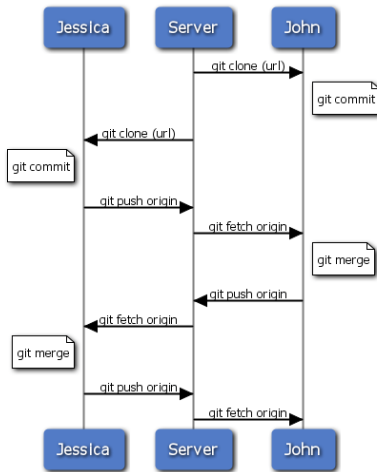 Jessica Server John
git clone (url)
git commit
git clone (url)
git commit
git push origin
git fetch origin
git merge
git push origin
git fetch origin
git merge
git push origin
git fetch origin
Jessica Server John